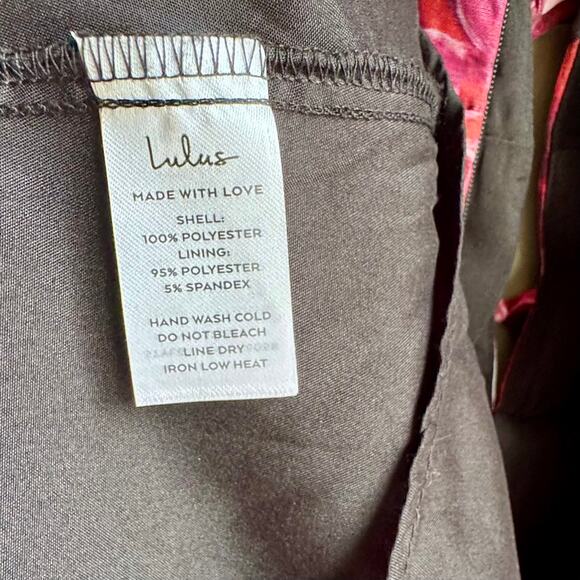 Lulus
MADE WITH LOVE
SHELL:
100% POLYESTER
LINING:
95% POLYESTER
5% SPANDEX
HAND WASH COLD
DO NOT BLEACH
LINE DRY
IRON LOW HEAT